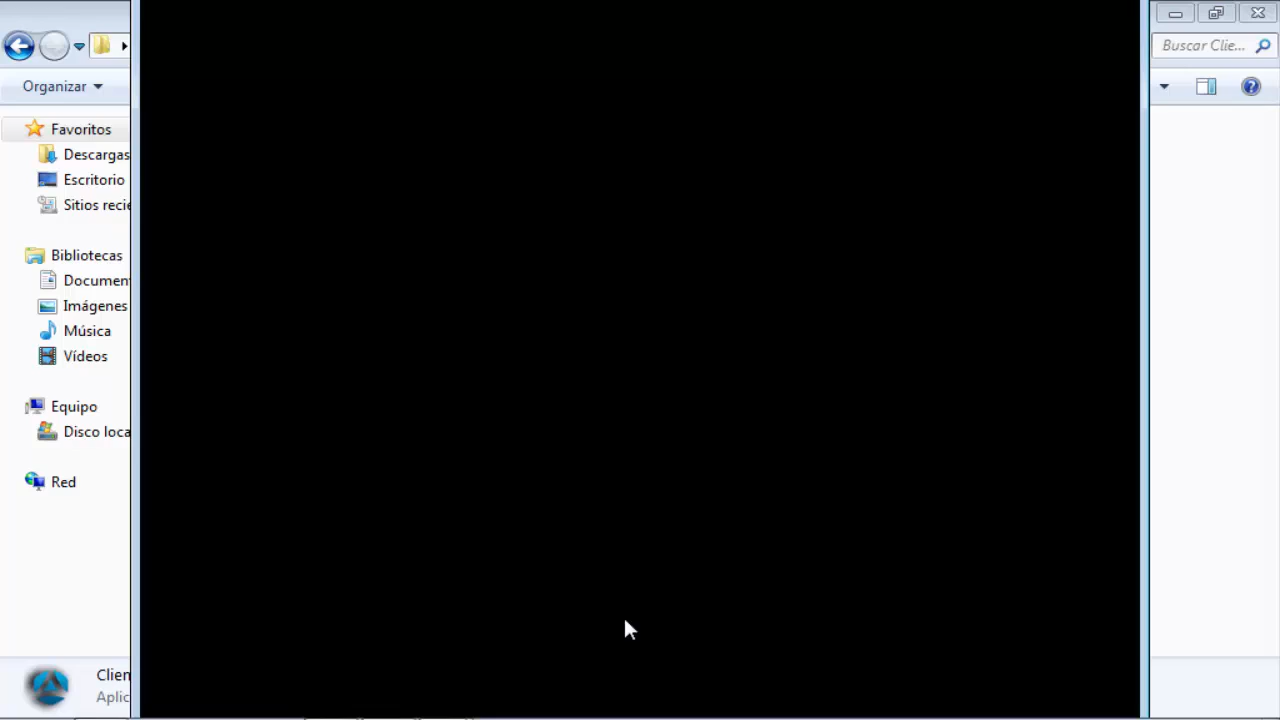 Buscar Clie...
Organizar
Favoritos
Descargas
Escritorio
Sitios recie
Bibliotecas
Documen
Imágenes
Música
Vídeos
Equipo
Disco loca
Red
Clien
Aplic